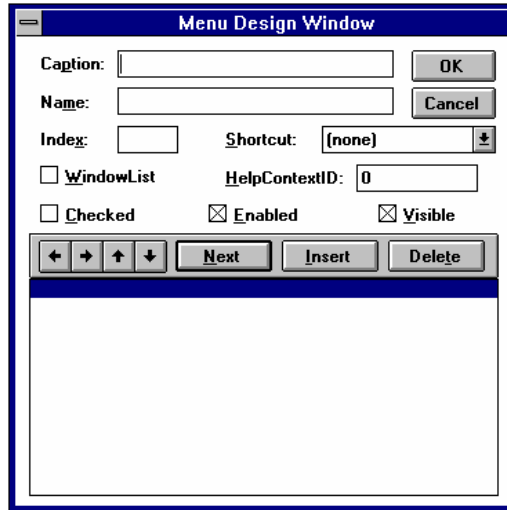 Menu Design Window
Caption: OK
Name: Cancel
Index: Shortcut: (none)
WindowList HelpContextID: 0
Checked Enabled Visible
Next Insert Delete